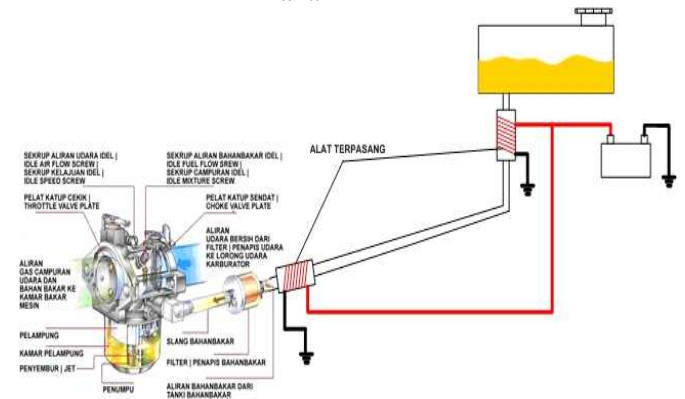 SEKRUP ALIRAN UDARA IDEL |
IDLE AIR FLOW SCREW |
SEKRUP KELAJUAN IDEL |
IDLE SPEED SCREW
PELAT KATUP CEKIK |
THROTTLE VALVE PLATE
SEKRUP ALIRAN BAHANBAKAR IDEL |
IDLE FUEL FLOW SREW |
SEKRUP CAMPURAN IDEL |
IDLE MIXTURE SCREW
PELAT KATUP SENDAT |
CHOKE VALVE PLATE
ALAT TERPASANG
ALIRAN
UDARA BERSIH DARI
FILTER | PENAPIS UDARA
KE LORONG UDARA
KARBURATOR
ALIRAN
GAS CAMPURAN
UDARA DAN
BAHAN BAKAR KE
KAMAR BAKAR
MESIN
PELAMPUNG
KAMAR PELAMPUNG
PENYEMBUR | JET
PENUMPU
SLANG BAHANBAKAR
FILTER | PENAPIS BAHANBAKAR
ALIRAN BAHANBAKAR DARI
TANKI BAHANBAKAR